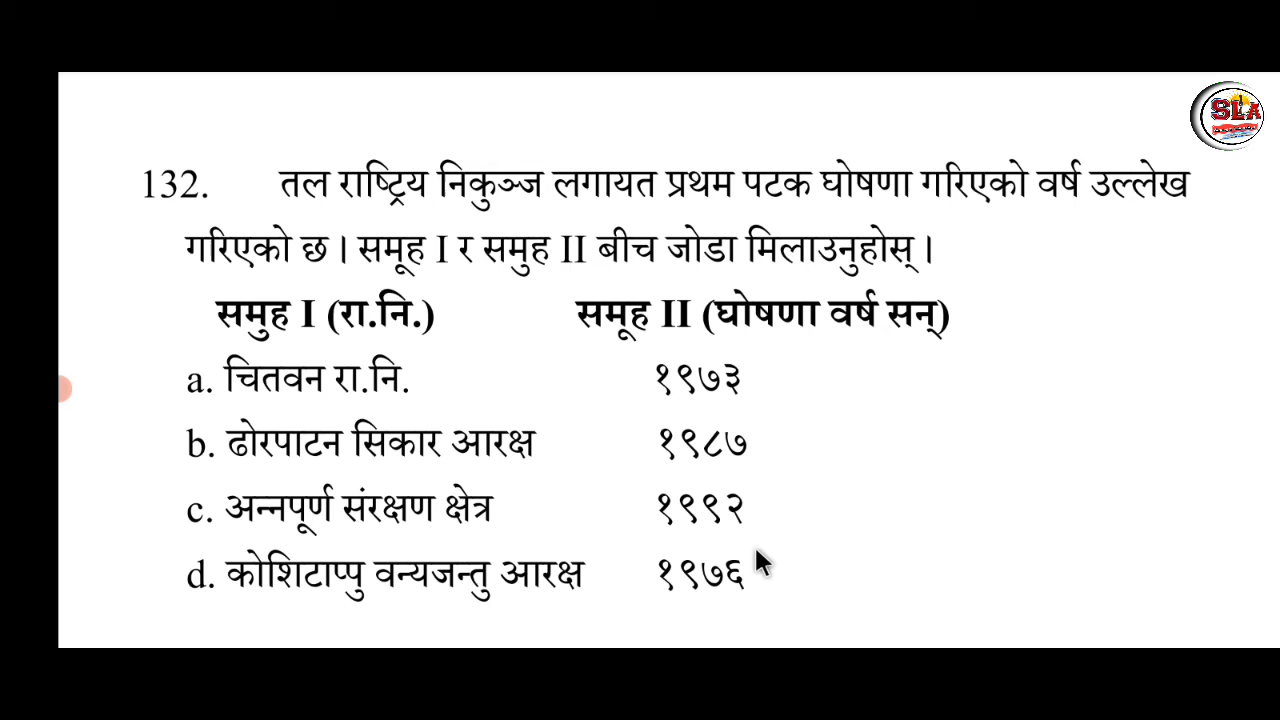 SLA
132. तल राष्ट्रिय निकुञ्ज लगायत प्रथम पटक घोषणा गरिएको वर्ष उल्लेख
गरिएको छ । समूह I र समुह II बीच जोडा मिलाउनुहोस् ।
समुह I (रा.नि.) समूह II (घोषणा वर्ष सन्)
a. चितवन रा.नि. १९७३
b. ढोरपाटन सिकार आरक्ष १९८७
c. अन्नपूर्ण संरक्षण क्षेत्र १९९२
d. कोशिटाप्पु वन्यजन्तु आरक्ष १९७६